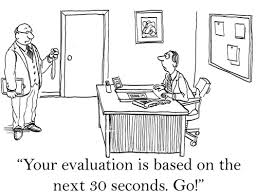 “Your evaluation is based on the
next 30 seconds. Go!”